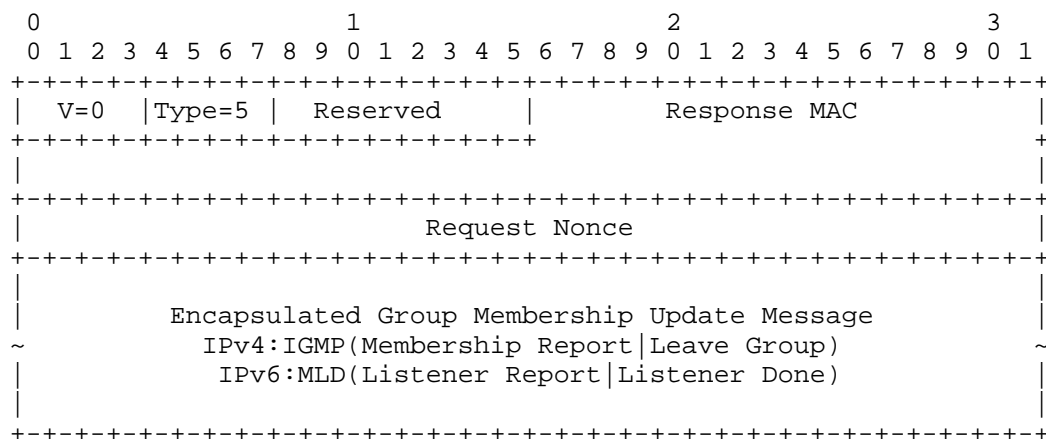 0                   1                   2                   3
0 1 2 3 4 5 6 7 8 9 0 1 2 3 4 5 6 7 8 9 0 1 2 3 4 5 6 7 8 9 0 1
+-+-+-+-+-+-+-+-+-+-+-+-+-+-+-+-+-+-+-+-+-+-+-+-+-+-+-+-+-+-+-+-+
|  V=0  |Type=5 |  Reserved     |        Response MAC           |
+-+-+-+-+-+-+-+-+-+-+-+-+-+-+-+-+                               +
|                                                               |
+-+-+-+-+-+-+-+-+-+-+-+-+-+-+-+-+-+-+-+-+-+-+-+-+-+-+-+-+-+-+-+-+
|                         Request Nonce                         |
+-+-+-+-+-+-+-+-+-+-+-+-+-+-+-+-+-+-+-+-+-+-+-+-+-+-+-+-+-+-+-+-+
|                                                               |
|         Encapsulated Group Membership Update Message          |
~           IPv4:IGMP(Membership Report|Leave Group)            ~
|            IPv6:MLD(Listener Report|Listener Done)            |
|                                                               |
+-+-+-+-+-+-+-+-+-+-+-+-+-+-+-+-+-+-+-+-+-+-+-+-+-+-+-+-+-+-+-+-+